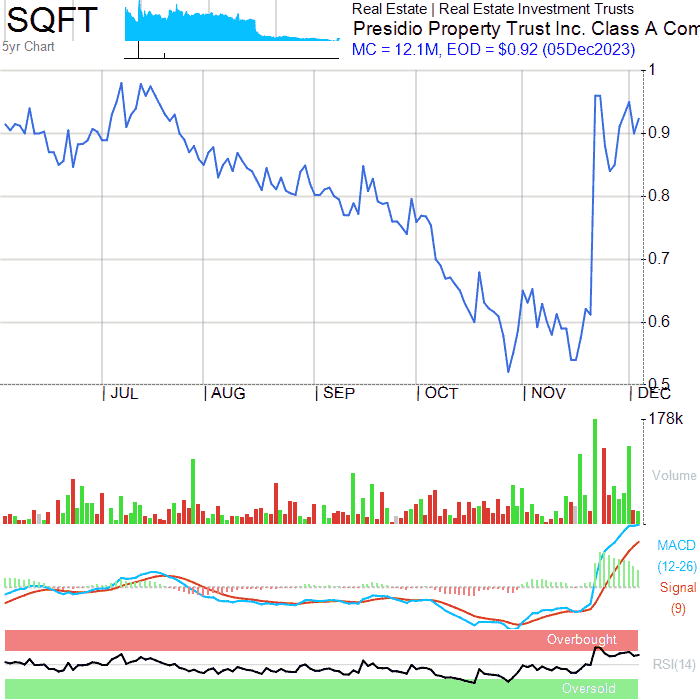 SQFT
5yr Chart
Real Estate | Real Estate Investment Trusts
Presidio Property Trust Inc. Class A Com
MC = 12.1M, EOD = $0.92 (05Dec2023)
1
0.9
0.8
0.7
0.6
0.5
JUL
AUG
SEP
OCT
NOV
DEC
178k
Volume
MACD
(12-26)
Signal
(9)
Overbought
RSI(14)
Oversold